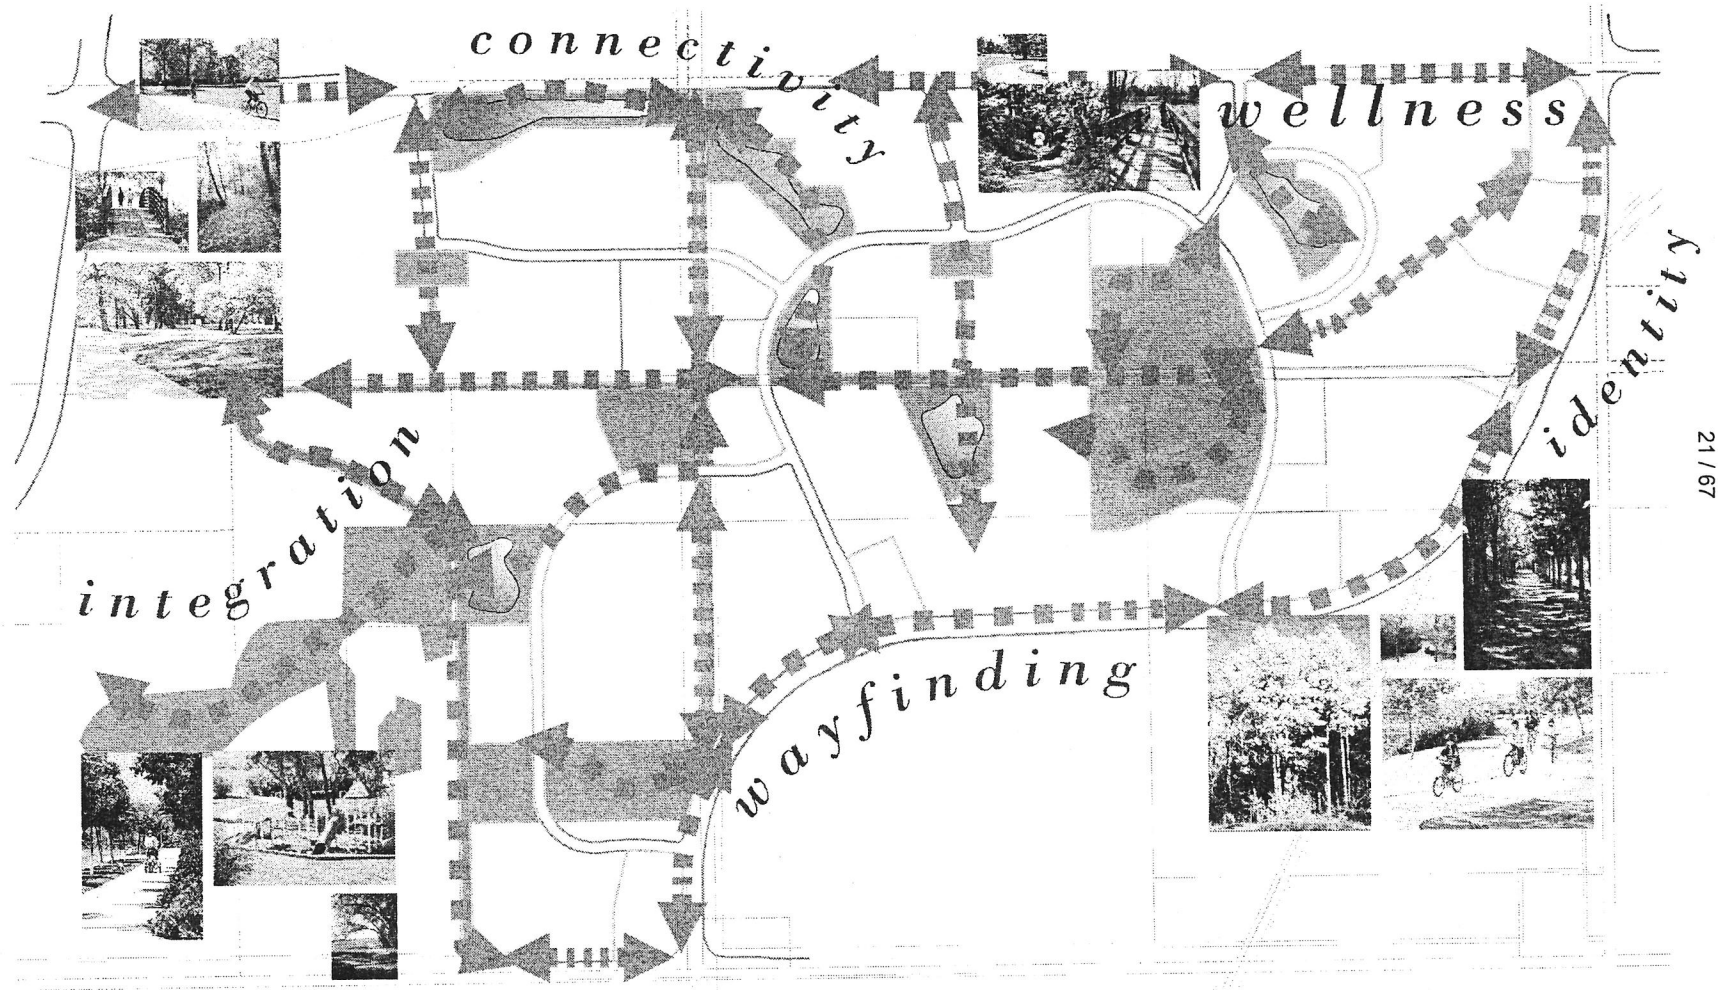 connectivity
wellness
identity
integration
wayfinding
21 / 67